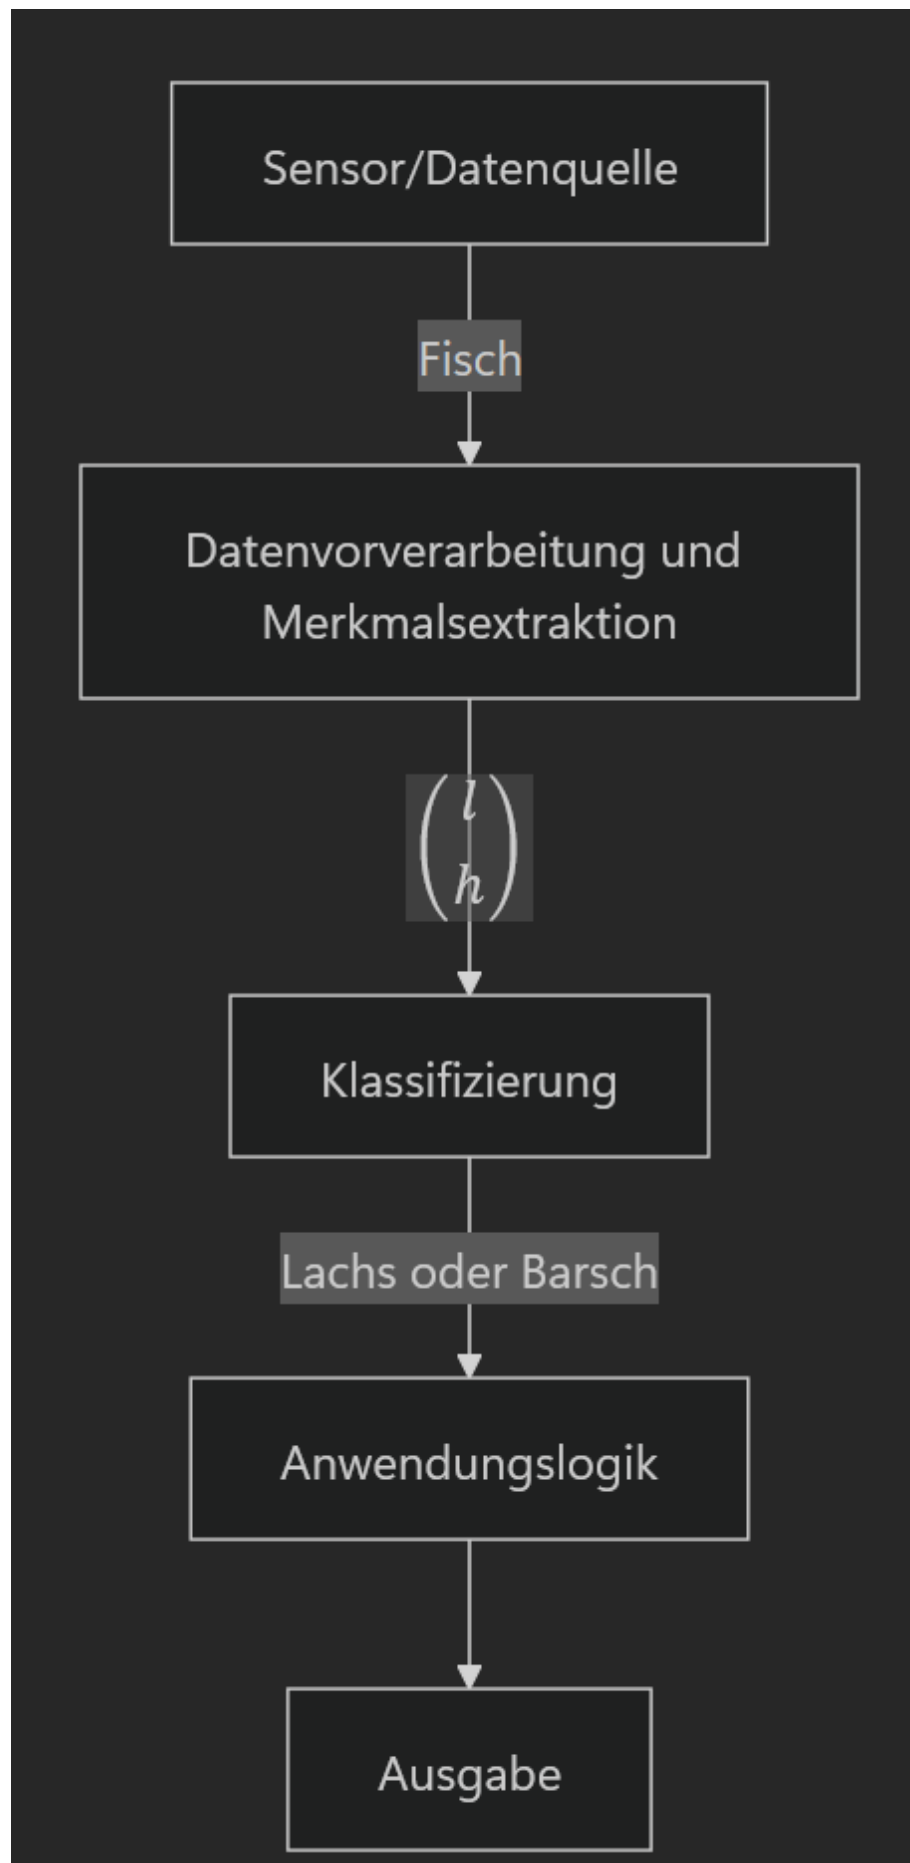 Sensor/Datenquelle
Fisch
Datenvorverarbeitung und
Merkmalsextraktion
(l
h)
Klassifizierung
Lachs oder Barsch
Anwendungslogik
Ausgabe